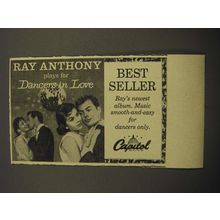 RAY ANTHONY
plays for
Dancers in Love
BEST
SELLER
Ray's newest
album. Music
smooth-and-easy
for
dancers only.
Capitol